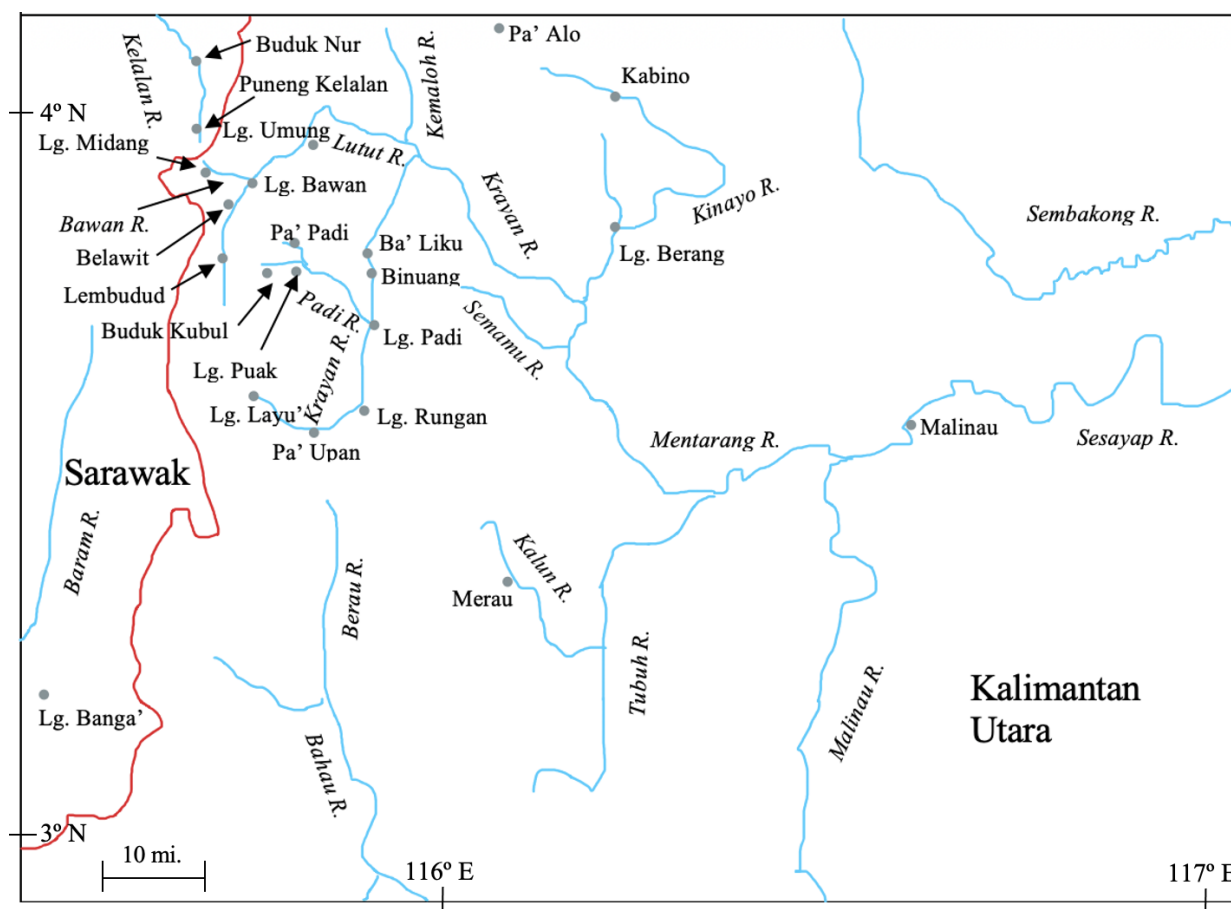 Pa' Alo
Kelalan R.
Buduk Nur
Kemaloh R.
Kabino
Puneng Kelalan
4º N
Lg. Umung
Lg. Midang
Lutut R.
Lg. Bawan
Krayan R.
Kinayo R.
Sembakong R.
Bawan R.
Pa' Padi
Ba' Liku
Lg. Berang
Belawit
Binuang
Lembudud
Padi R.
Semamu R.
Buduk Kubul
Lg. Padi
Krayan R.
Lg. Puak
Lg. Layu'
Lg. Rungan
Malinau
Mentarang R.
Sesayap R.
Pa' Upan
Sarawak
Baram R.
Kalun R.
Berau R.
Merau
Tubuh R.
Malinau R.
Kalimantan
Utara
Lg. Banga'
Bahau R.
3º N
10 mi.
116º E
117º E